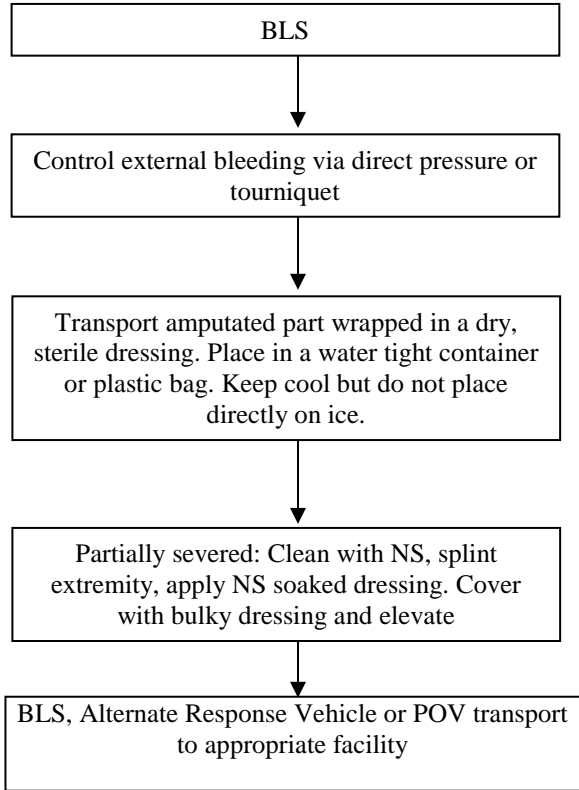 BLS
Control external bleeding via direct pressure or
tourniquet
Transport amputated part wrapped in a dry,
sterile dressing. Place in a water tight container
or plastic bag. Keep cool but do not place
directly on ice.
Partially severed: Clean with NS, splint
extremity, apply NS soaked dressing. Cover
with bulky dressing and elevate
BLS, Alternate Response Vehicle or POV transport
to appropriate facility